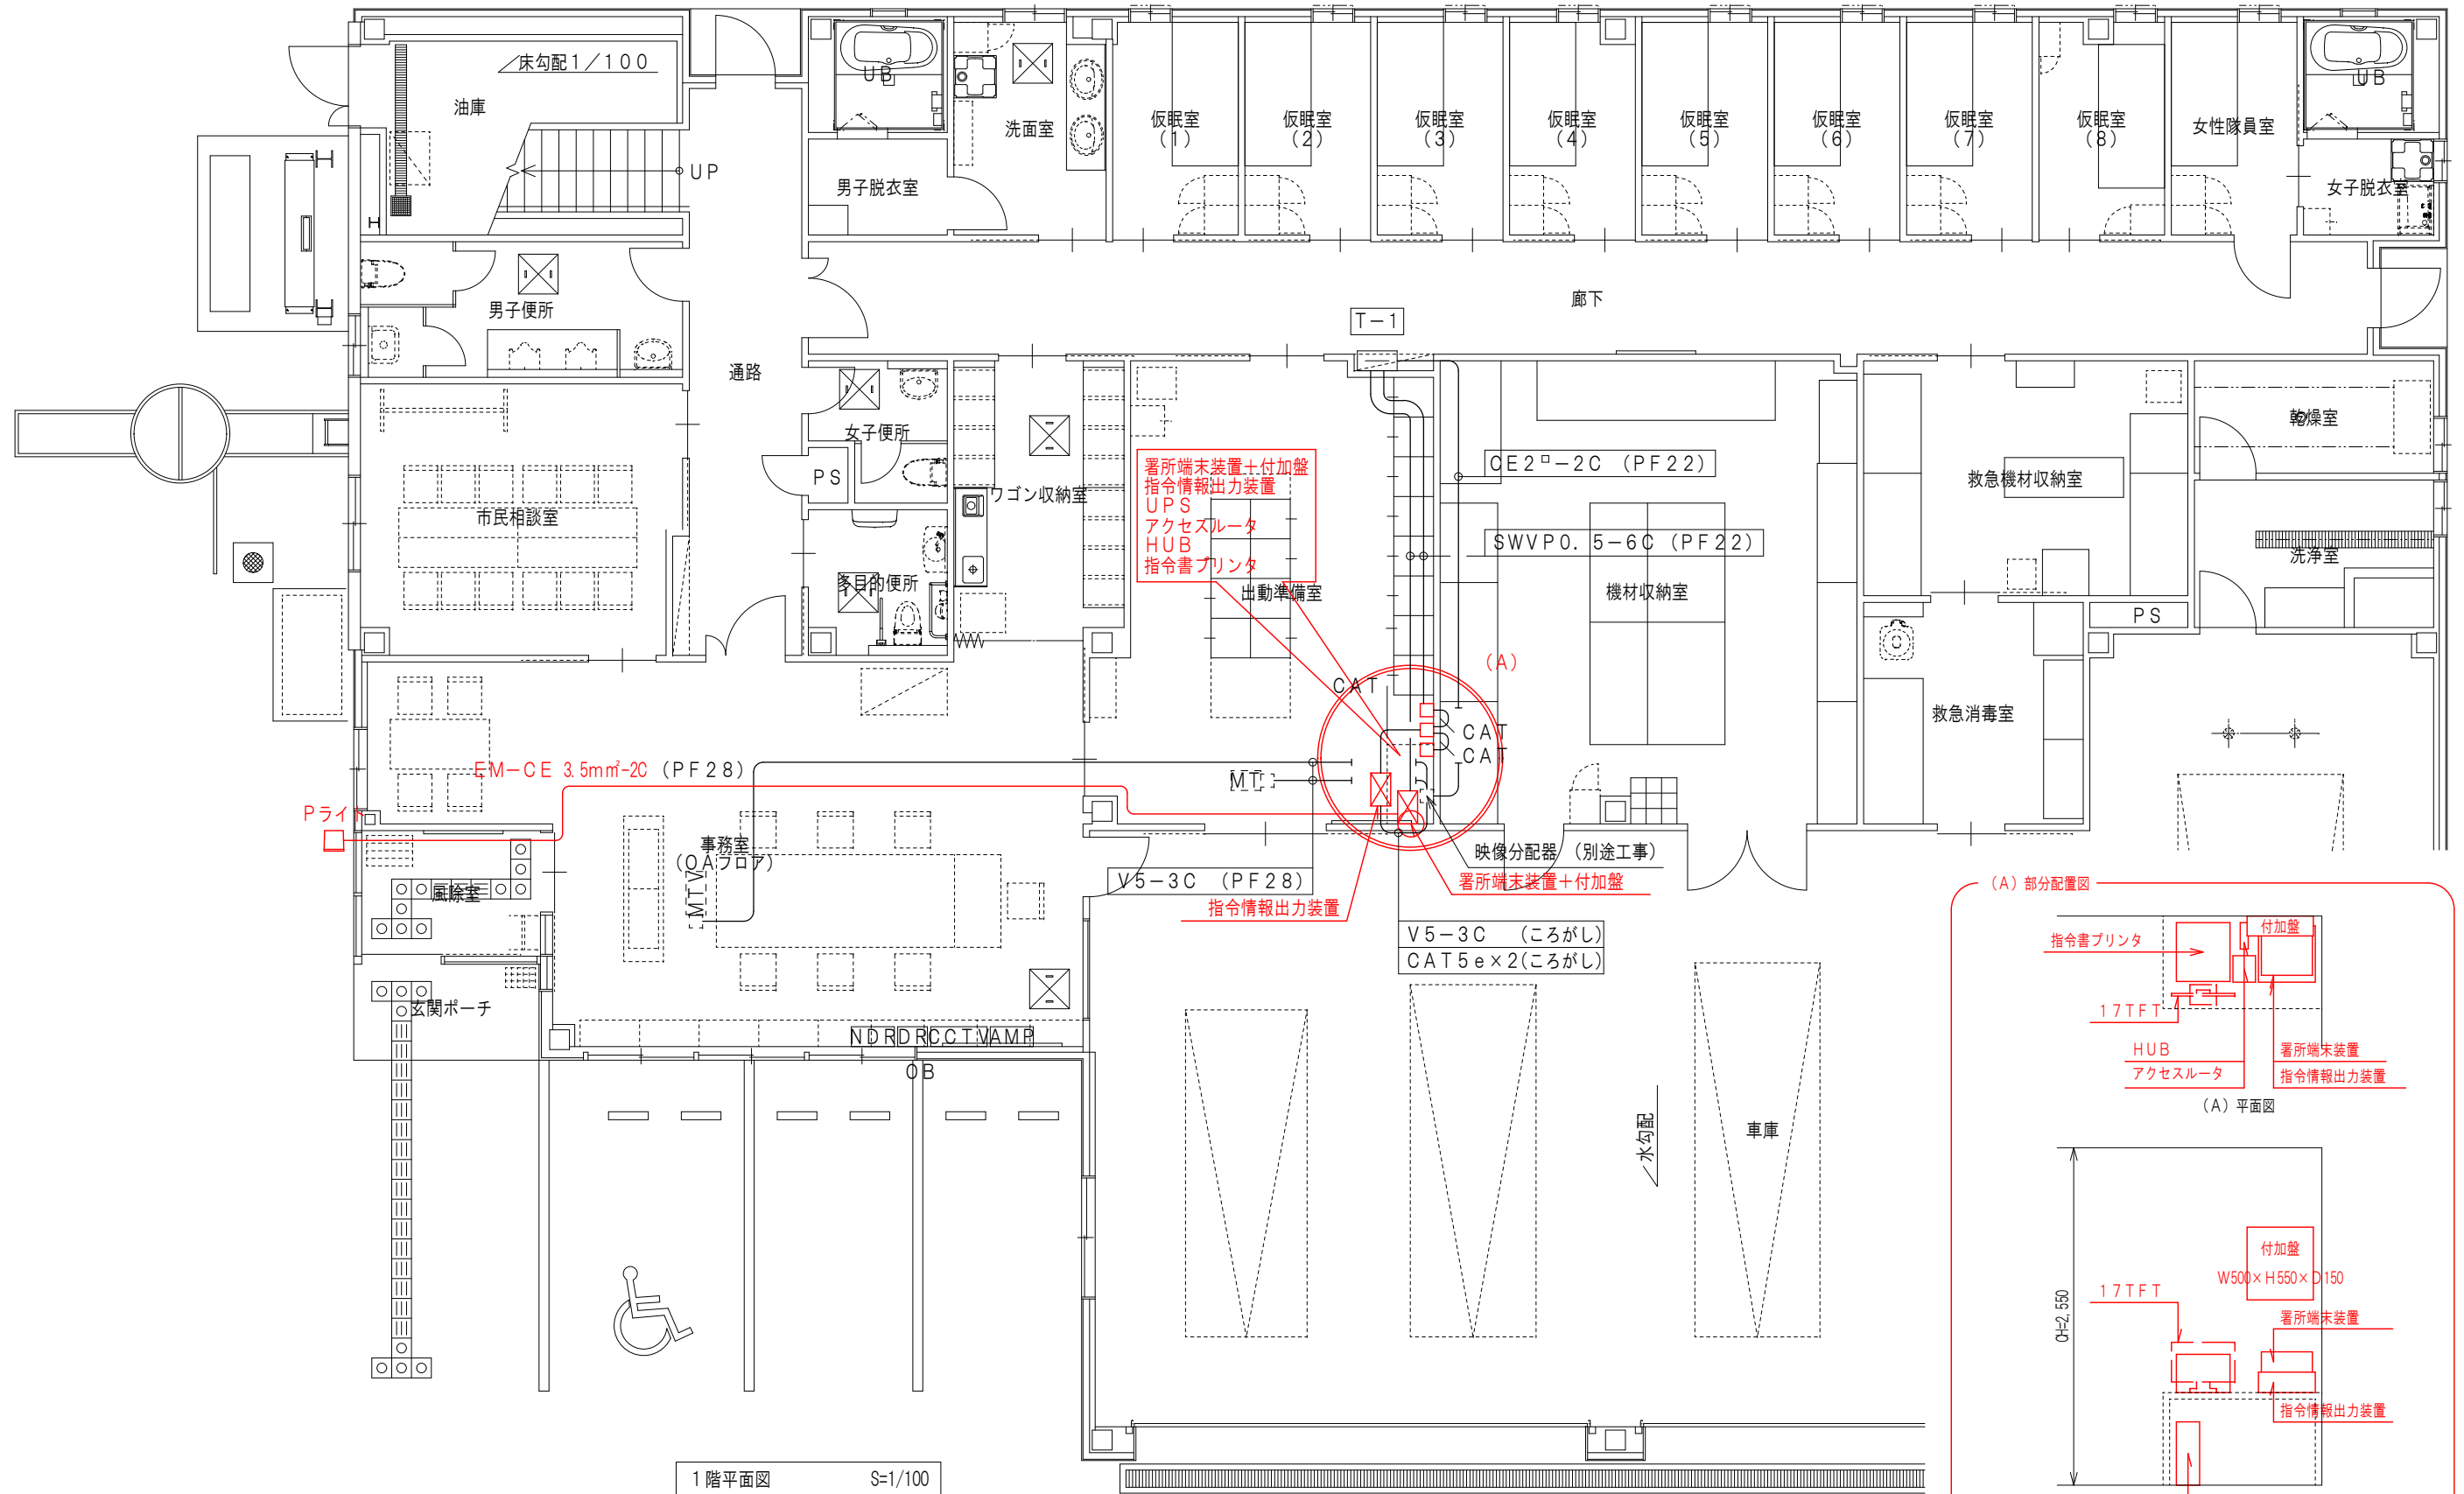 床勾配1/100
油庫
UP
H
UB
男子脱衣室
洗面室
仮眠室
(1)
仮眠室
(2)
仮眠室
(3)
仮眠室
(4)
仮眠室
(5)
仮眠室
(6)
仮眠室
(7)
仮眠室
(8)
女性隊員室
UB
女子脱衣室
男子便所
廊下
T-1
通路
女子便所
PS
ワゴン収納室
市民相談室
多目的便所
署所端末装置+付加盤
指令情報出力装置
UPS
アクセスルータ
HUB
指令書プリンタ
出動準備室
CE2□-2C (PF22)
SWVP0.5-6C (PF22)
機材収納室
救急機材収納室
乾燥室
洗浄室
PS
救急消毒室
(A)
CAT
CAT
CAT
EM-CE 3.5mm²-2C (PF28)
MT
Pライト
事務室
(OAフロア)
MTV
風除室
玄関ポーチ
V5-3C (PF28)
指令情報出力装置
映像分配器 (別途工事)
署所端末装置+付加盤
V5-3C (ころがし)
CAT5e×2(ころがし)
NDRDRCCTVAMP
OB
水勾配
車庫
(A) 部分配置図
指令書プリンタ
付加盤
17TFT
HUB
アクセスルータ
署所端末装置
指令情報出力装置
(A) 平面図
付加盤
W500×H550×D150
17TFT
署所端末装置
指令情報出力装置
CH=2,550
1階平面図 S=1/100